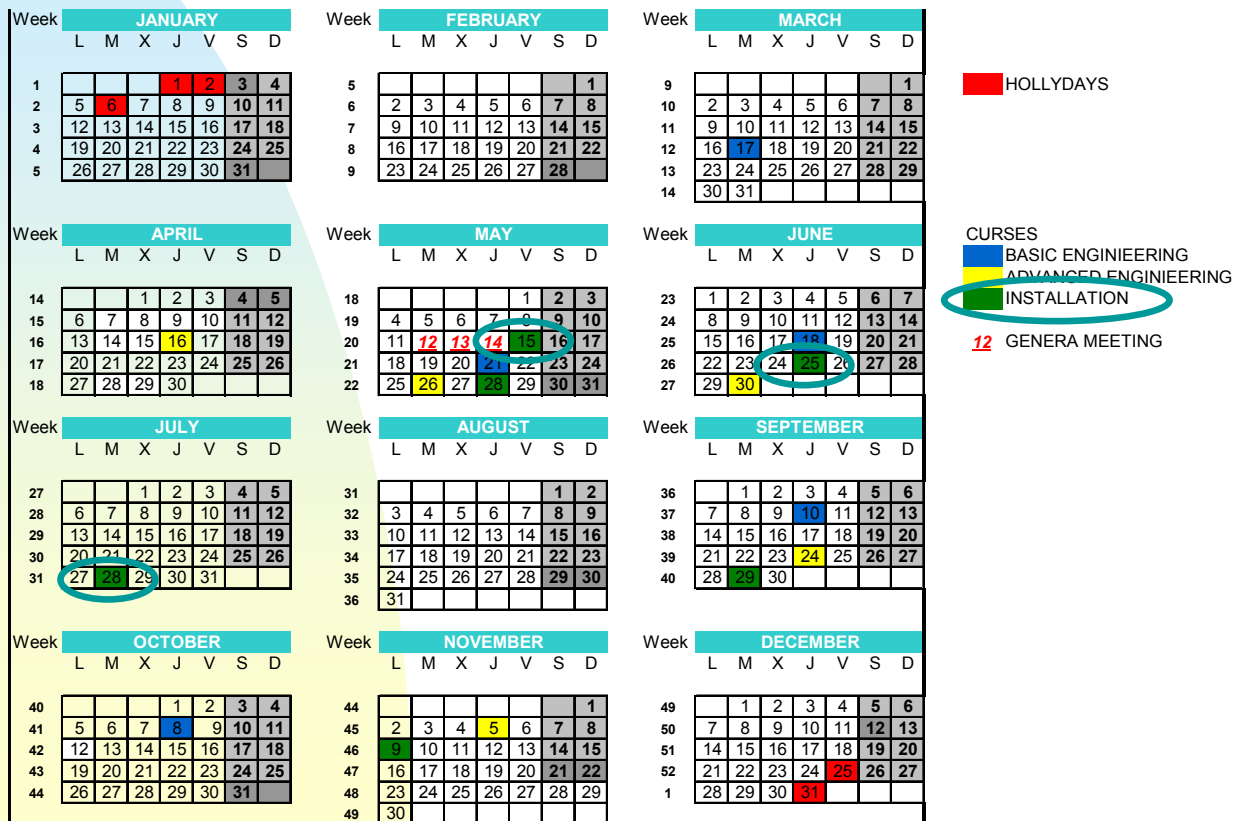 Week JANUARY Week FEBRUARY Week MARCH
L M X J V S D L M X J V S D L M X J V S D
1 1 2 3 4 5 1 9 1 HOLLYDAYS
2 5 6 7 8 9 10 11 6 2 3 4 5 6 7 8 10 2 3 4 5 6 7 8
3 12 13 14 15 16 17 18 7 9 10 11 12 13 14 15 11 9 10 11 12 13 14 15
4 19 20 21 22 23 24 25 8 16 17 18 19 20 21 22 12 16 17 18 19 20 21 22
5 26 27 28 29 30 31 9 23 24 25 26 27 28 13 23 24 25 26 27 28 29
14 30 31
Week APRIL Week MAY Week JUNE CURSES
L M X J V S D L M X J V S D L M X J V S D BASIC ENGINIEERING
ADVANCED ENGINIEERING
14 1 2 3 4 5 18 1 2 3 23 1 2 3 4 5 6 7 INSTALLATION
15 6 7 8 9 10 11 12 19 4 5 6 7 8 9 10 24 8 9 10 11 12 13 14
16 13 14 15 16 17 18 19 20 11 12 13 14 15 16 17 25 15 16 17 18 19 20 21 12 GENERA MEETING
17 20 21 22 23 24 25 26 21 18 19 20 21 22 23 24 26 22 23 24 25 26 27 28
18 27 28 29 30 22 25 26 27 28 29 30 31 27 29 30
Week JULY Week AUGUST Week SEPTEMBER
L M X J V S D L M X J V S D L M X J V S D
27 1 2 3 4 5 31 1 2 36 1 2 3 4 5 6
28 6 7 8 9 10 11 12 32 3 4 5 6 7 8 9 37 7 8 9 10 11 12 13
29 13 14 15 16 17 18 19 33 10 11 12 13 14 15 16 38 14 15 16 17 18 19 20
30 20 21 22 23 24 25 26 34 17 18 19 20 21 22 23 39 21 22 23 24 25 26 27
31 27 28 29 30 31 35 24 25 26 27 28 29 30 40 28 29 30
36 31
Week OCTOBER Week NOVEMBER Week DECEMBER
L M X J V S D L M X J V S D L M X J V S D
40 1 2 3 4 44 1 49 1 2 3 4 5 6
41 5 6 7 8 9 10 11 45 2 3 4 5 6 7 8 50 7 8 9 10 11 12 13
42 12 13 14 15 16 17 18 46 9 10 11 12 13 14 15 51 14 15 16 17 18 19 20
43 19 20 21 22 23 24 25 47 16 17 18 19 20 21 22 52 21 22 23 24 25 26 27
44 26 27 28 29 30 31 48 23 24 25 26 27 28 29 1 28 29 30 31
49 30